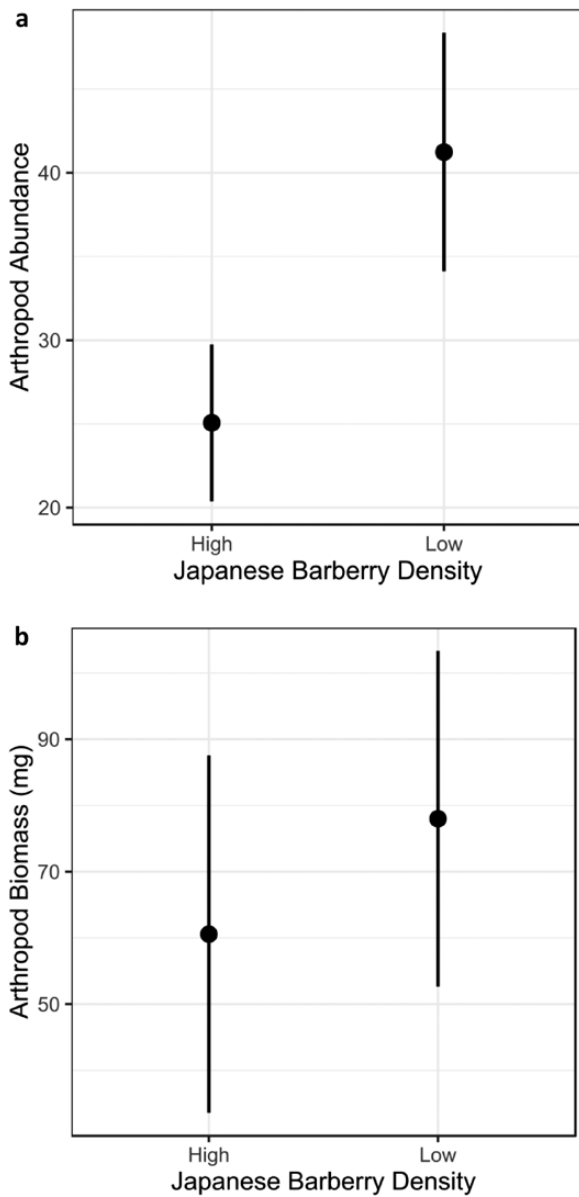 a
Arthropod Abundance
40
30
20
High Low
Japanese Barberry Density
b
Arthropod Biomass (mg)
90
70
50
High Low
Japanese Barberry Density